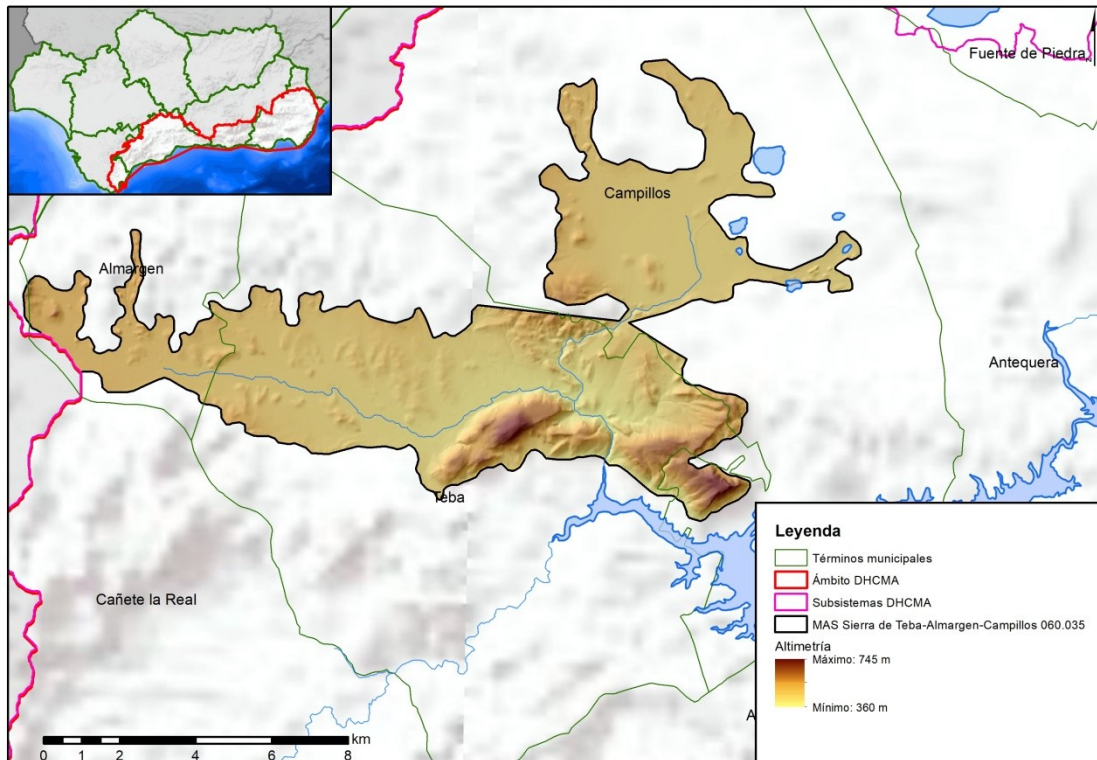 Fuente de Piedra,
Campillos
Almargen
Antequera
Teba
Cañete la Real
A
Leyenda
Términos municipales
Ámbito DHCMA
Subsistemas DHCMA
MAS Sierra de Teba-Almargen-Campillos 060.035
Altimetría
Máximo: 745 m
Mínimo: 360 m
km
0 1 2 4 6 8